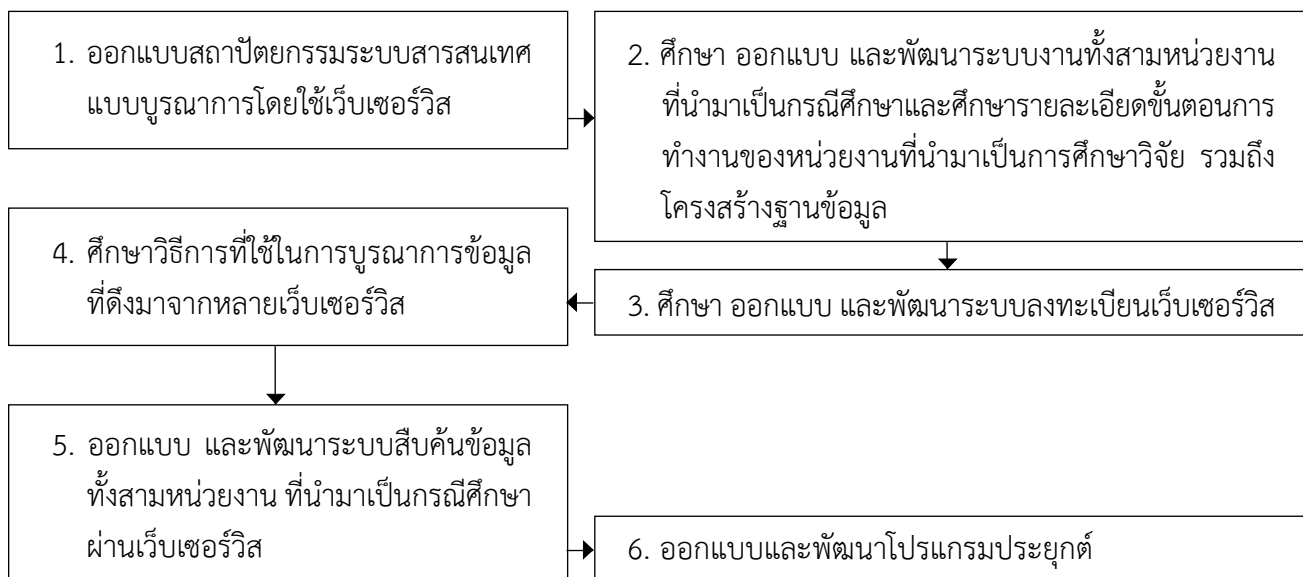 1. ออกแบบสถาปัตยกรรมระบบสารสนเทศ
แบบบูรณาการโดยใช้เว็บเซอร์วิส
2. ศึกษา ออกแบบ และพัฒนาระบบงานทั้งสามหน่วยงาน
ที่นำมาเป็นกรณีศึกษาและศึกษารายละเอียดขั้นตอนการ
ทำงานของหน่วยงานที่นำมาเป็นการศึกษาวิจัย รวมถึง
โครงสร้างฐานข้อมูล
3. ศึกษา ออกแบบ และพัฒนาระบบลงทะเบียนเว็บเซอร์วิส
4. ศึกษาวิธีการที่ใช้ในการบูรณาการข้อมูล
ที่ดึงมาจากหลายเว็บเซอร์วิส
5. ออกแบบ และพัฒนาระบบสืบค้นข้อมูล
ทั้งสามหน่วยงาน ที่นำมาเป็นกรณีศึกษา
ผ่านเว็บเซอร์วิส
6. ออกแบบและพัฒนาโปรแกรมประยุกต์